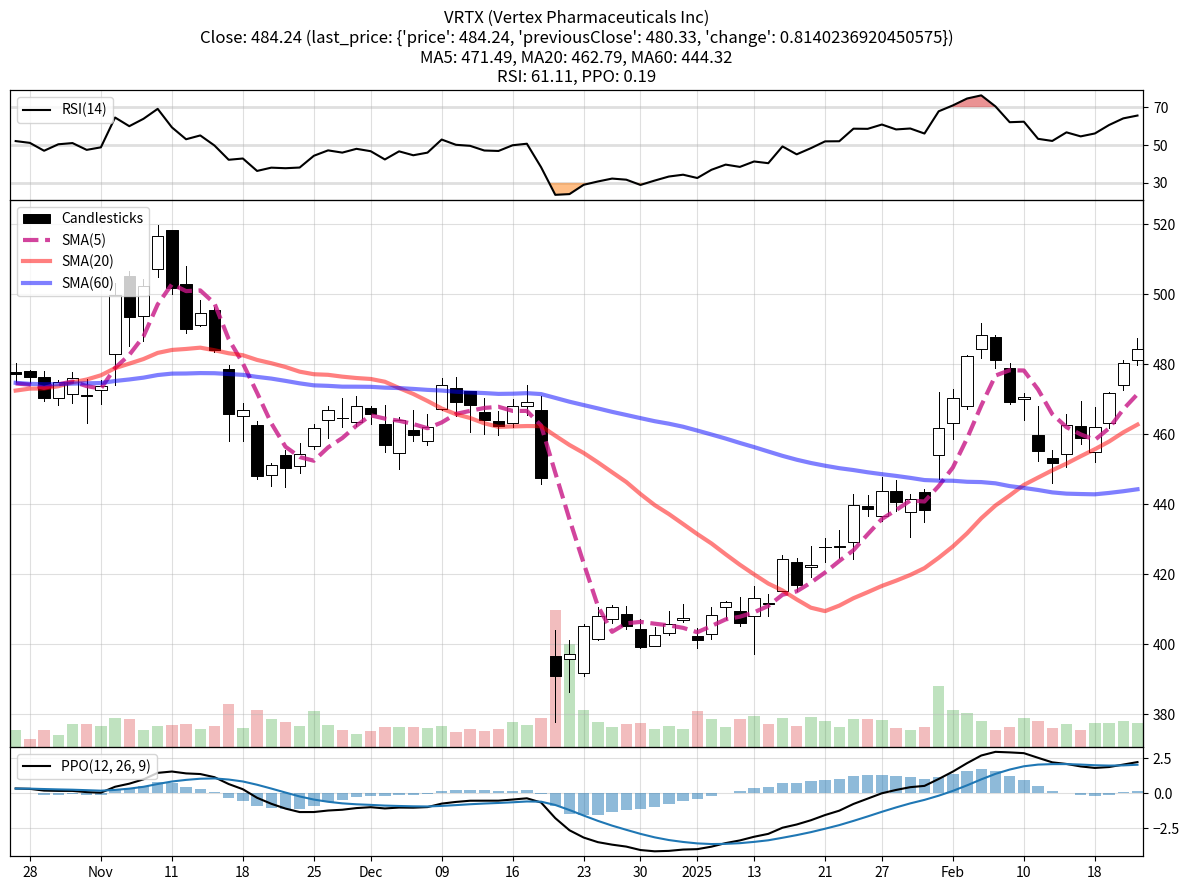 VRTX (Vertex Pharmaceuticals Inc)
Close: 484.24 (last_price: {'price': 484.24, 'previousClose': 480.33, 'change': 0.8140236920450575})
MA5: 471.49, MA20: 462.79, MA60: 444.32
RSI: 61.11, PPO: 0.19
RSI(14)
70
50
30
Candlesticks
SMA(5)
SMA(20)
SMA(60)
520
500
480
460
440
420
400
380
PPO(12, 26, 9)
2.5
0.0
−2.5
28 Nov 11 18 25 Dec 09 16 23 30 2025 13 21 27 Feb 10 18